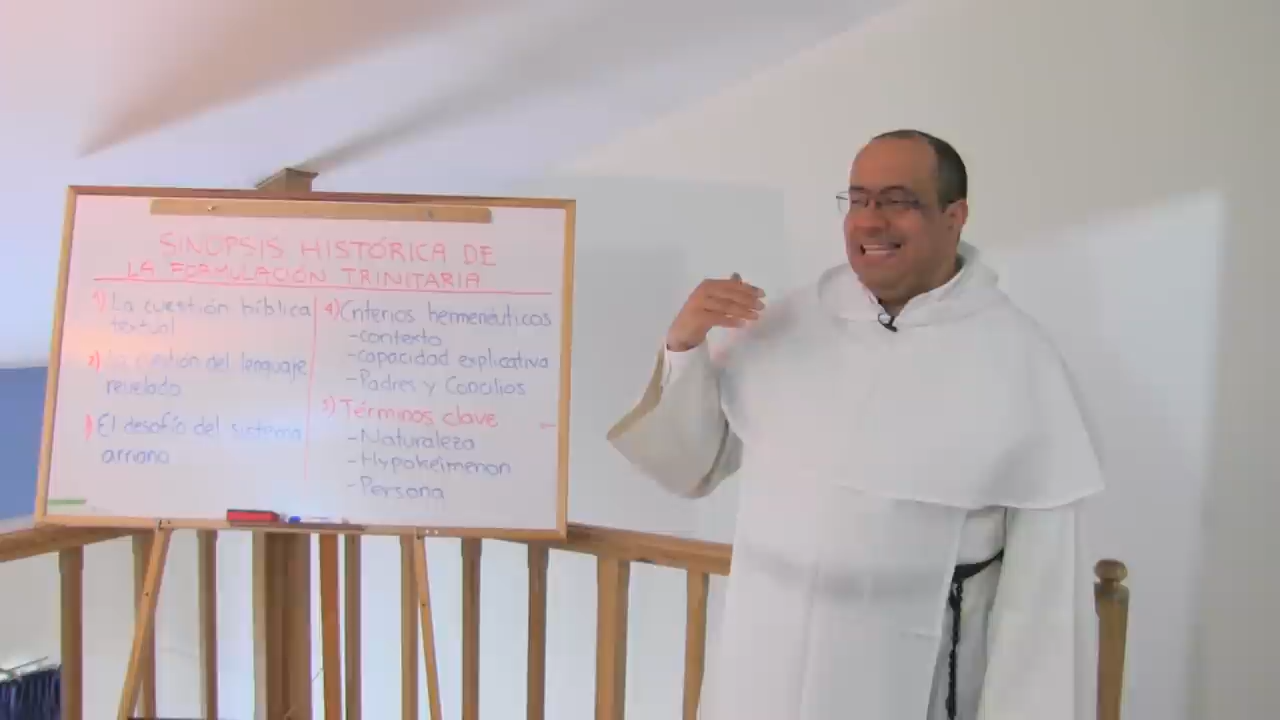 SINOPSIS HISTÓRICA DE
LA FORMULACIÓN TRINITARIA
1) La cuestión bíblica
textual
2) La cuestión del lenguaje
revelado
3) El desafío del sistema
arriano
4) Criterios hermenéuticos
- contexto
- capacidad explicativa
- Padres y Concilios
5) Términos clave
- Naturaleza
- Hypokeímenon
- Persona